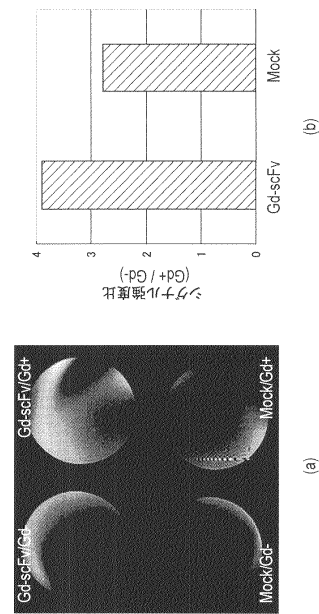 Gd-scFv/Gd-
Gd-scFv/Gd+
Mock/Gd-
Mock/Gd+
(a)
シグナル強度比
(Gd+ / Gd-)
4
3
2
1
0
Gd-scFv
Mock
(b)